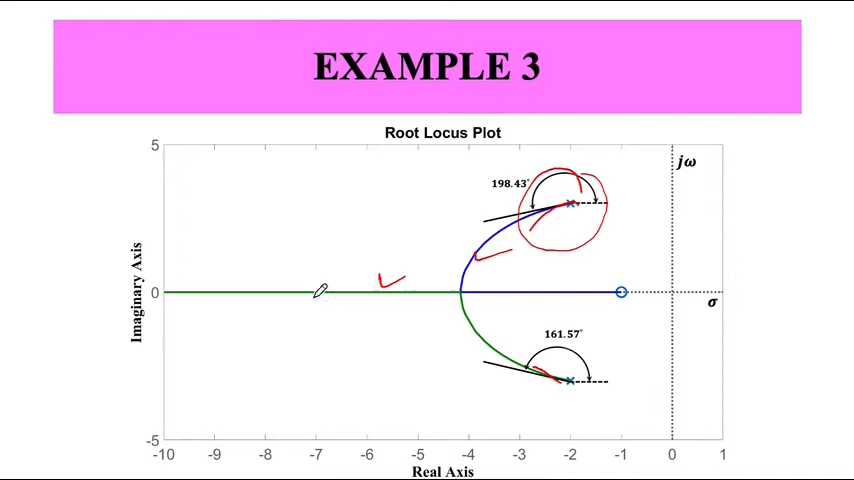 EXAMPLE 3
Root Locus Plot
5
jω
198.43°
Imaginary Axis
0
σ
161.57°
-5
-10 -9 -8 -7 -6 -5 -4 -3 -2 -1 0 1
Real Axis